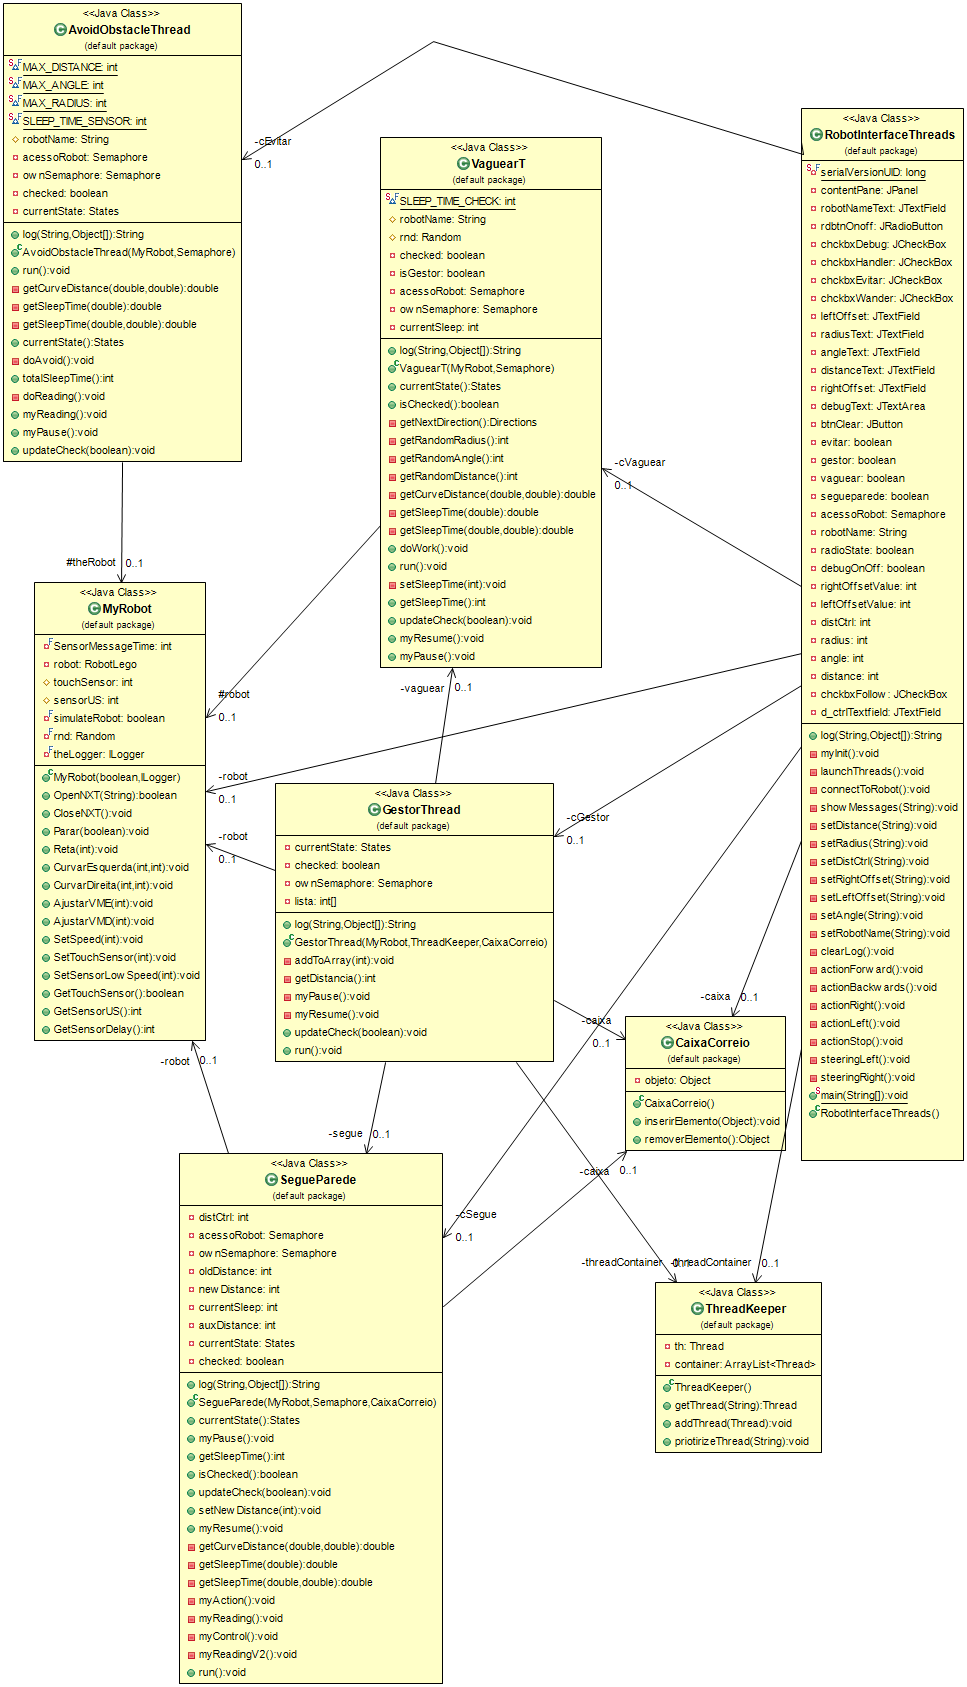 <<Java Class>>
AvoidObstacleThread
(default package)
MAX_DISTANCE: int
MAX_ANGLE: int
MAX_RADIUS: int
SLEEP_TIME_SENSOR: int
robotName: String
acessoRobot: Semaphore
ownSemaphore: Semaphore
checked: boolean
currentState: States
log(String,Object[]):String
AvoidObstacleThread(MyRobot,Semaphore)
run():void
getCurveDistance(double,double):double
getSleepTime(double):double
getSleepTime(double,double):double
currentState():States
doAvoid():void
totalSleepTime():int
doReading():void
myReading():void
myPause():void
updateCheck(boolean):void
-cEvitar
0..1
<<Java Class>>
VaguearT
(default package)
SLEEP_TIME_CHECK: int
robotName: String
rnd: Random
checked: boolean
isGestor: boolean
acessoRobot: Semaphore
ownSemaphore: Semaphore
currentSleep: int
log(String,Object[]):String
VaguearT(MyRobot,Semaphore)
currentState():States
isChecked():boolean
getNextDirection():Directions
getRandomRadius():int
getRandomAngle():int
getRandomDistance():int
getCurveDistance(double,double):double
getSleepTime(double):double
getSleepTime(double,double):double
doWork():void
run():void
setSleepTime(int):void
getSleepTime():int
updateCheck(boolean):void
myResume():void
myPause():void
<<Java Class>>
RobotInterfaceThreads
(default package)
serialVersionUID: long
contentPane: JPanel
robotNameText: JTextField
rdbtnOnoff: JRadioButton
chckbxDebug: JCheckBox
chckbxHandler: JCheckBox
chckbxEvitar: JCheckBox
chckbxWander: JCheckBox
leftOffset: JTextField
radiusText: JTextField
angleText: JTextField
distanceText: JTextField
rightOffset: JTextField
debugText: JTextArea
btnClear: JButton
evitar: boolean
gestor: boolean
vaguear: boolean
segueparede: boolean
acessoRobot: Semaphore
robotName: String
radioState: boolean
debugOnOff: boolean
rightOffsetValue: int
leftOffsetValue: int
distCtrl: int
radius: int
angle: int
distance: int
chckbxFollow: JCheckBox
d_ctrlTextfield: JTextField
log(String,Object[]):String
myInit():void
launchThreads():void
connectToRobot():void
showMessages(String):void
setDistance(String):void
setRadius(String):void
setDistCtrl(String):void
setRightOffset(String):void
setLeftOffset(String):void
setAngle(String):void
setRobotName(String):void
clearLog():void
actionForward():void
actionBackwards():void
actionRight():void
actionLeft():void
actionStop():void
steeringLeft():void
steeringRight():void
main(String[]):void
RobotInterfaceThreads()
-cVaguear
0..1
#theRobot
0..1
<<Java Class>>
MyRobot
(default package)
SensorMessageTime: int
robot: RobotLego
touchSensor: int
sensorUS: int
simulateRobot: boolean
rnd: Random
theLogger: ILogger
MyRobot(boolean,ILogger)
OpenNXT(String):boolean
CloseNXT():void
Parar(boolean):void
Reta(int):void
CurvarEsquerda(int,int):void
CurvarDireita(int,int):void
AjustarVME(int):void
AjustarVMD(int):void
SetSpeed(int):void
SetTouchSensor(int):void
SetSensorLowSpeed(int):void
GetTouchSensor():boolean
GetSensorUS():int
GetSensorDelay():int
#robot
0..1
-vaguear
0..1
-robot
0..1
-robot
0..1
-cGestor
0..1
<<Java Class>>
GestorThread
(default package)
currentState: States
checked: boolean
ownSemaphore: Semaphore
lista: int[]
log(String,Object[]):String
GestorThread(MyRobot,ThreadKeeper,CaixaCorreio)
addToArray(int):void
getDistancia():int
myPause():void
myResume():void
updateCheck(boolean):void
run():void
-caixa
0..1
-caixa
0..1
<<Java Class>>
CaixaCorreio
(default package)
objeto: Object
CaixaCorreio()
inserirElemento(Object):void
removerElemento():Object
-robot
0..1
-segue
0..1
-caixa
0..1
<<Java Class>>
SegueParede
(default package)
distCtrl: int
acessoRobot: Semaphore
ownSemaphore: Semaphore
oldDistance: int
newDistance: int
currentSleep: int
auxDistance: int
currentState: States
checked: boolean
log(String,Object[]):String
SegueParede(MyRobot,Semaphore,CaixaCorreio)
currentState():States
myPause():void
getSleepTime():int
isChecked():boolean
updateCheck(boolean):void
setNewDistance(int):void
myResume():void
getCurveDistance(double,double):double
getSleepTime(double):double
getSleepTime(double,double):double
myAction():void
myReading():void
myControl():void
myReadingV2():void
run():void
-cSegue
0..1
-threadContainer
0..1
-threadContainer
0..1
<<Java Class>>
ThreadKeeper
(default package)
th: Thread
container: ArrayList<Thread>
ThreadKeeper()
getThread(String):Thread
addThread(Thread):void
priotirizeThread(String):void